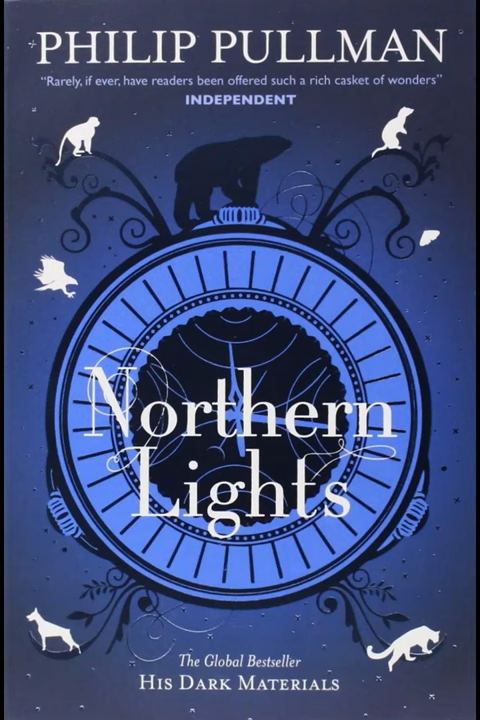 PHILIP PULLMAN
“Rarely, if ever, have readers been offered such a rich casket of wonders”
INDEPENDENT
Northern
Lights
The Global Bestseller
HIS DARK MATERIALS